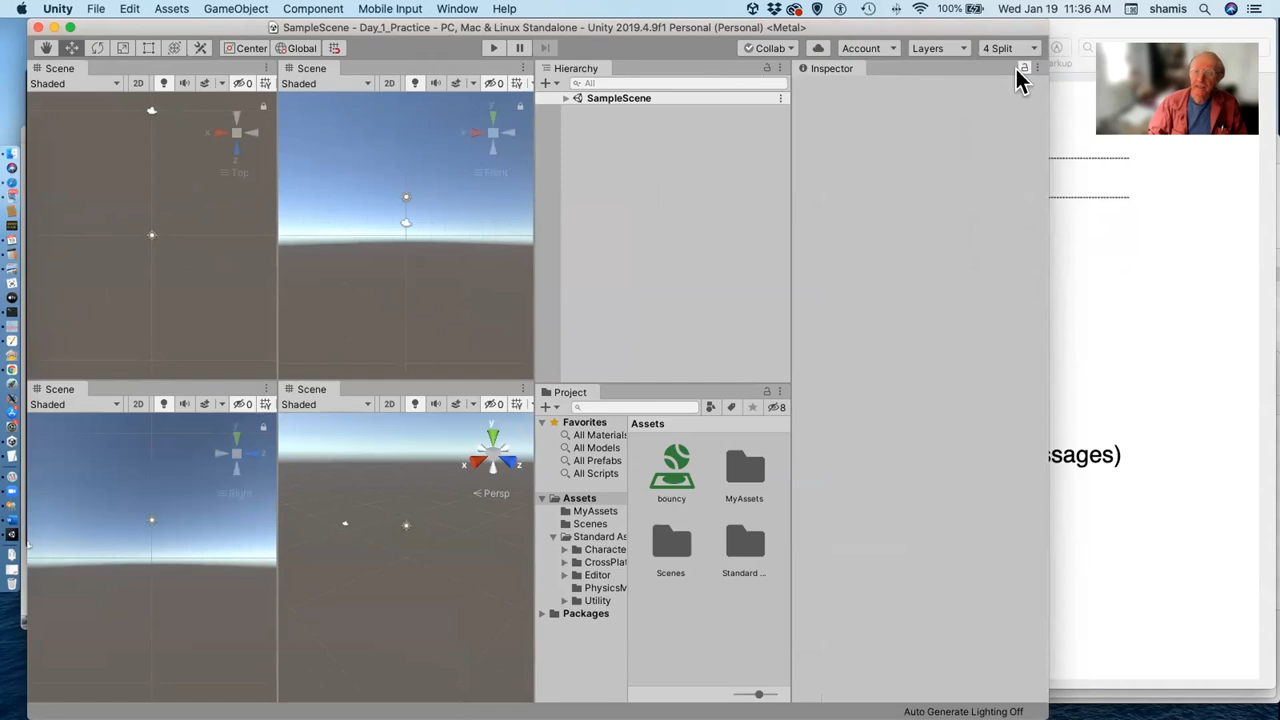 Unity File Edit Assets GameObject Component Mobile Input Window Help 100% Wed Jan 19 11:36 AM shamis
SampleScene - Day_1_Practice - PC, Mac & Linux Standalone - Unity 2019.4.9f1 Personal (Personal) <Metal>
Center Global Collab Account Layers 4 Split
Scene Scene Hierarchy Inspector
Shaded 2D 0 Shaded 2D 0 All
SampleScene
x y x
z Top Front
Scene Scene Project
Shaded 2D 0 Shaded 2D 0 8
Favorites Assets
All Materials
All Models
All Prefabs
All Scripts
y z Right
y x z Persp
bouncy MyAssets
Assets
MyAssets
Scenes
Standard As
Characte
CrossPlat
Editor
PhysicsM
Utility
Packages
Scenes Standard ...
ssages)
Auto Generate Lighting Off